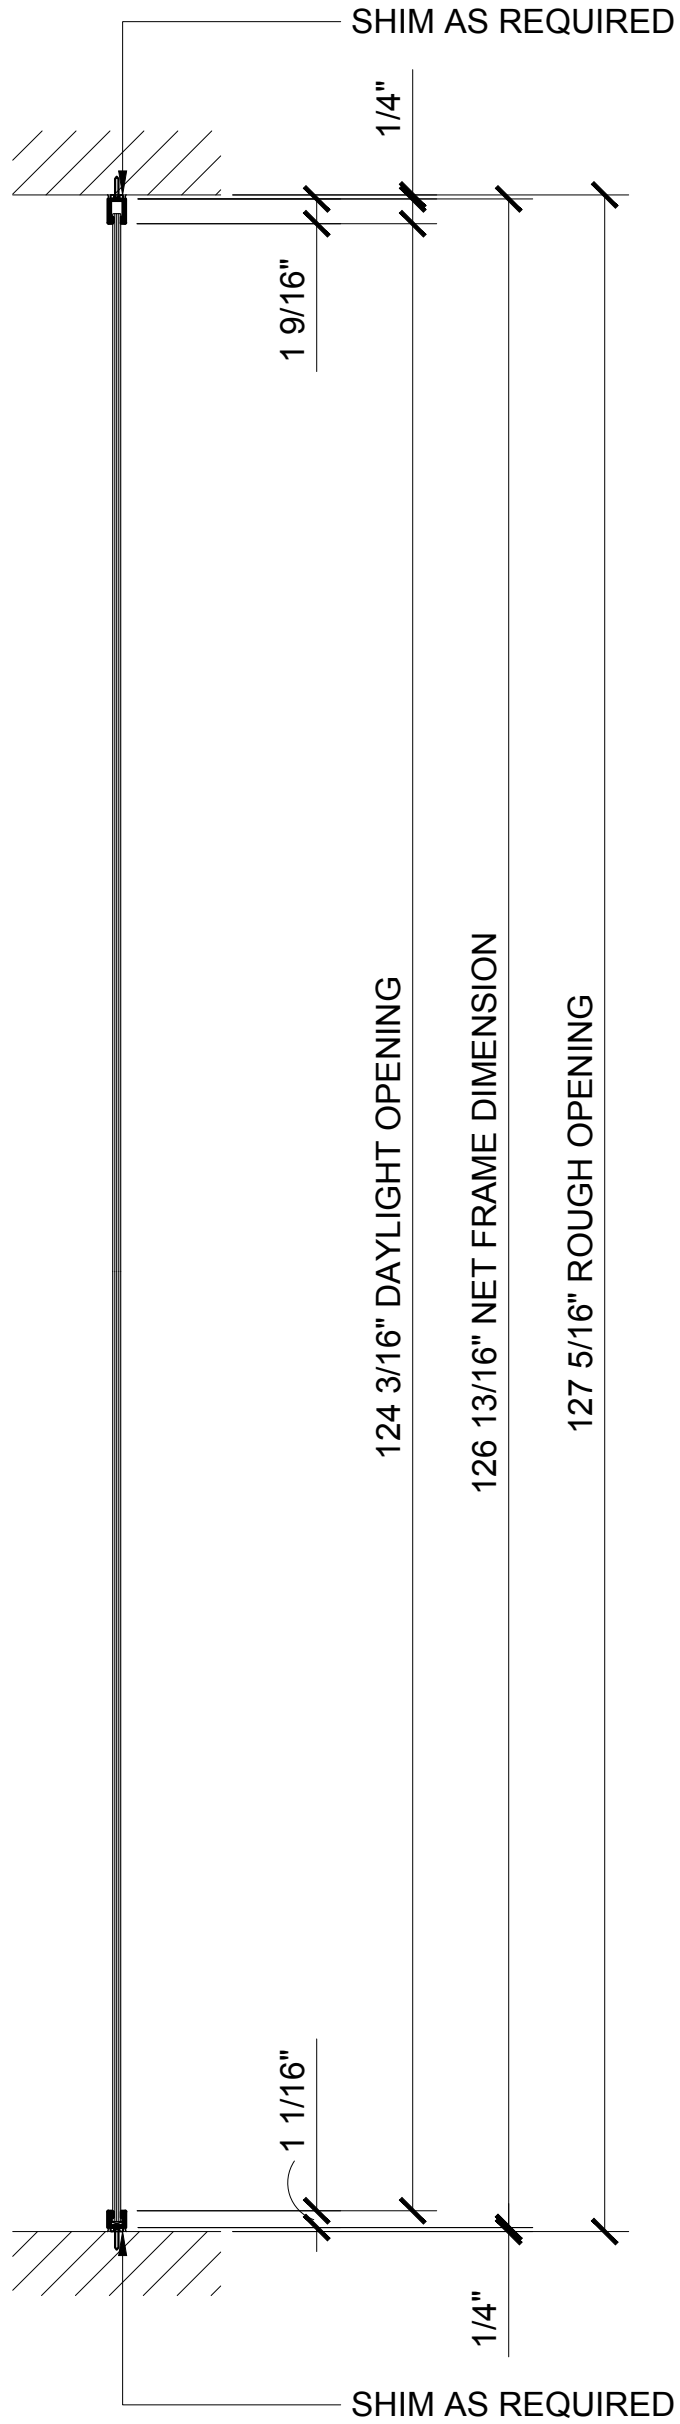 SHIM AS REQUIRED
1/4"
1 9/16"
124 3/16" DAYLIGHT OPENING
126 13/16" NET FRAME DIMENSION
127 5/16" ROUGH OPENING
1 1/16"
1/4"
SHIM AS REQUIRED